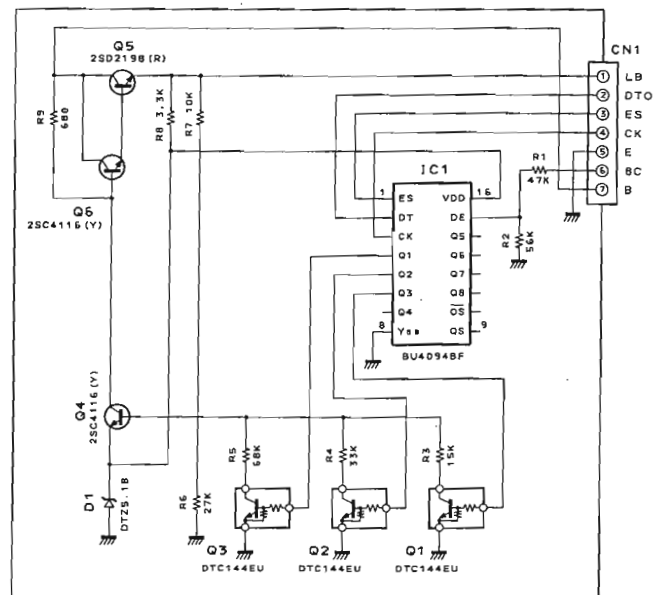 Q5
2SD2198(R)
CN1
1 LB
2 DTO
3 ES
4 CK
5 E
6 8C
7 B
R9
680
R8 3.3K
R7 10K
Q6
2SC4116(Y)
R1
47K
R2
56K
IC1
1
16
ES VDD
DT DE
CK Q5
Q1 Q6
Q2 Q7
Q3 Q8
Q4 OS
8
9
Vss QS
BU4094BF
Q4
2SC4116(Y)
D1
DTZ5.1B
R6
27K
R5
68K
R4
33K
R3
15K
Q3
DTC144EU
Q2
DTC144EU
Q1
DTC144EU